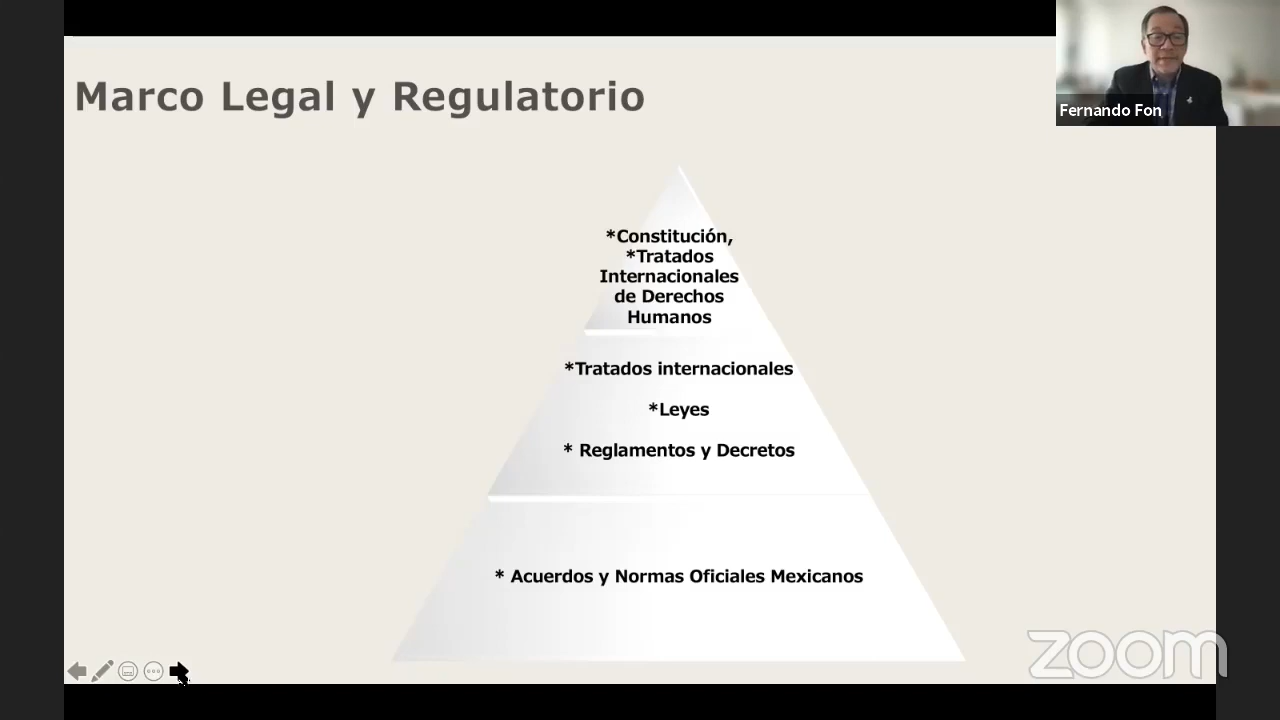 Marco Legal y Regulatorio
Fernando Fon
*Constitución,
*Tratados
Internacionales
de Derechos
Humanos
*Tratados internacionales
*Leyes
* Reglamentos y Decretos
* Acuerdos y Normas Oficiales Mexicanos
zoom